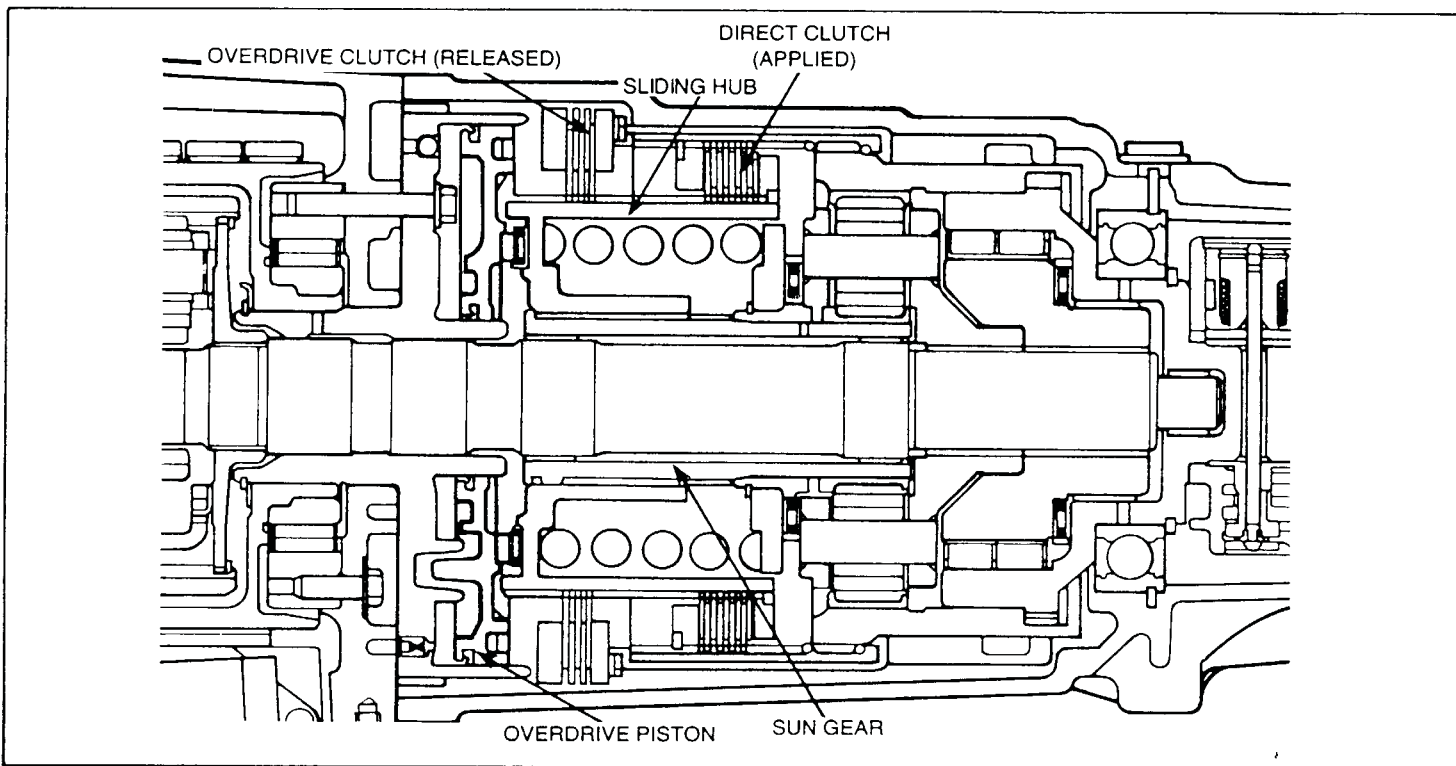 DIRECT CLUTCH
(APPLIED)
OVERDRIVE CLUTCH (RELEASED)
SLIDING HUB
OVERDRIVE PISTON
SUN GEAR